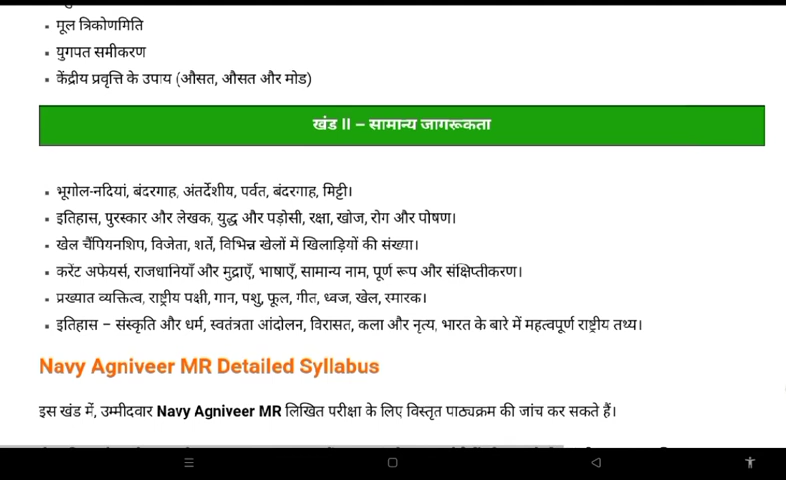 मूल त्रिकोणमिति
युगपत समीकरण
केंद्रीय प्रवृत्ति के उपाय (औसत, औसत और मोड)
खंड II – सामान्य जागरूकता
भूगोल-नदियां, बंदरगाह, अंतर्देशीय, पर्वत, बंदरगाह, मिट्टी।
इतिहास, पुरस्कार और लेखक, युद्ध और पड़ोसी, रक्षा, खोज, रोग और पोषण।
खेल चैंपियनशिप, विजेता, शर्तें, विभिन्न खेलों में खिलाड़ियों की संख्या।
करेंट अफेयर्स, राजधानियाँ और मुद्राएँ, भाषाएँ, सामान्य नाम, पूर्ण रूप और संक्षिप्तीकरण।
प्रख्यात व्यक्तित्व, राष्ट्रीय पक्षी, गान, पशु, फूल, गीत, ध्वज, खेल, स्मारक।
इतिहास – संस्कृति और धर्म, स्वतंत्रता आंदोलन, विरासत, कला और नृत्य, भारत के बारे में महत्वपूर्ण राष्ट्रीय तथ्य।
Navy Agniveer MR Detailed Syllabus
इस खंड में, उम्मीदवार Navy Agniveer MR लिखित परीक्षा के लिए विस्तृत पाठ्यक्रम की जांच कर सकते हैं।